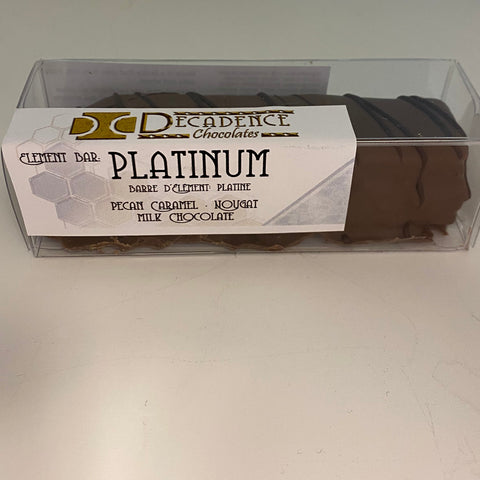 DECADENCE
Chocolates
ELEMENT BAR: PLATINUM
BARRE D'ÉLÉMENT: PLATINE
PECAN CARAMEL · NOUGAT
MILK CHOCOLATE